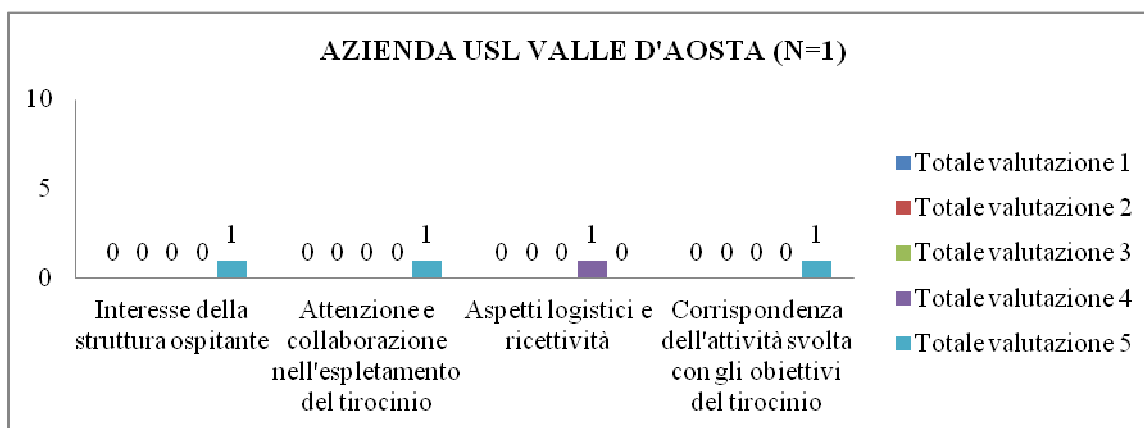 AZIENDA USL VALLE D'AOSTA (N=1)
10
5
0
0 0 0 0 1
0 0 0 0 1
0 0 0 1 0
0 0 0 0 1
Interesse della
struttura ospitante
Attenzione e
collaborazione
nell'espletamento
del tirocinio
Aspetti logistici e
ricettività
Corrispondenza
dell'attività svolta
con gli obiettivi
del tirocinio
Totale valutazione 1
Totale valutazione 2
Totale valutazione 3
Totale valutazione 4
Totale valutazione 5